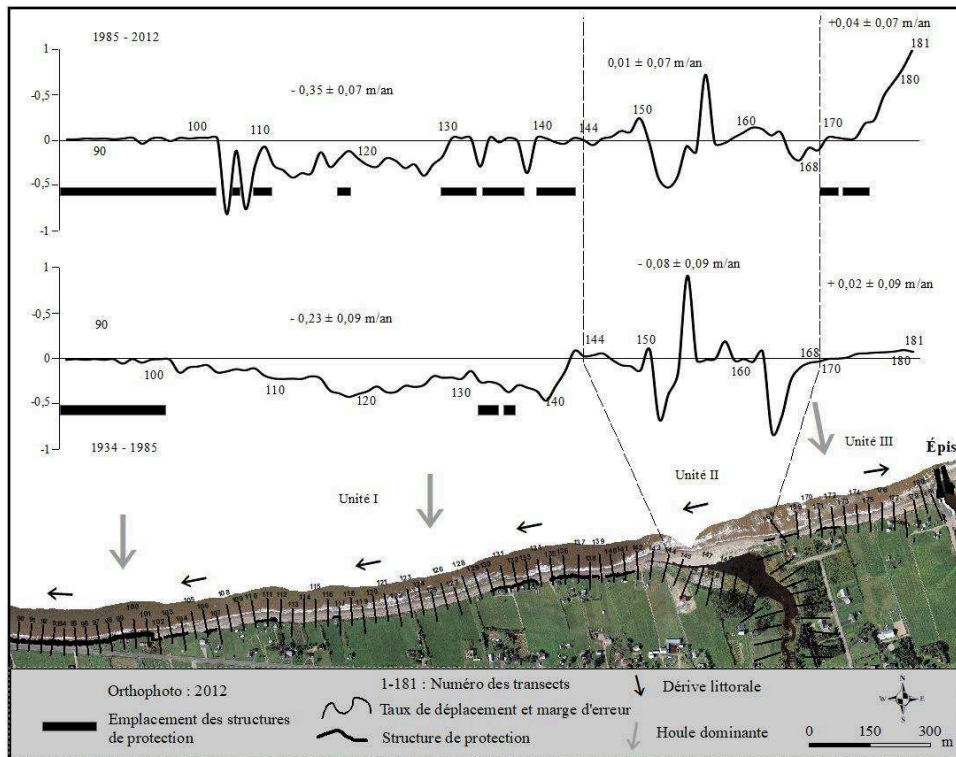 1985 - 2012
+0,04 ± 0,07 m/an
181
1
180
0,01 ± 0,07 m/an
- 0,35 ± 0,07 m/an
-0,5
150
100
110
130
140
144
160
170
0
90
120
168
-0,5
-1
- 0,08 ± 0,09 m/an
1
+ 0,02 ± 0,09 m/an
90
- 0,23 ± 0,09 m/an
-0,5
144
150
181
168
0
160
170
180
100
110
120
130
140
-0,5
-1
1934 - 1985
Unité I
Unité II
Unité III
Épis
Orthophoto : 2012
1-181 : Numéro des transects
Dérive littorale
N
W E
S
Emplacement des structures
de protection
Taux de déplacement et marge d'erreur
Structure de protection
Houle dominante
0 150 300
m